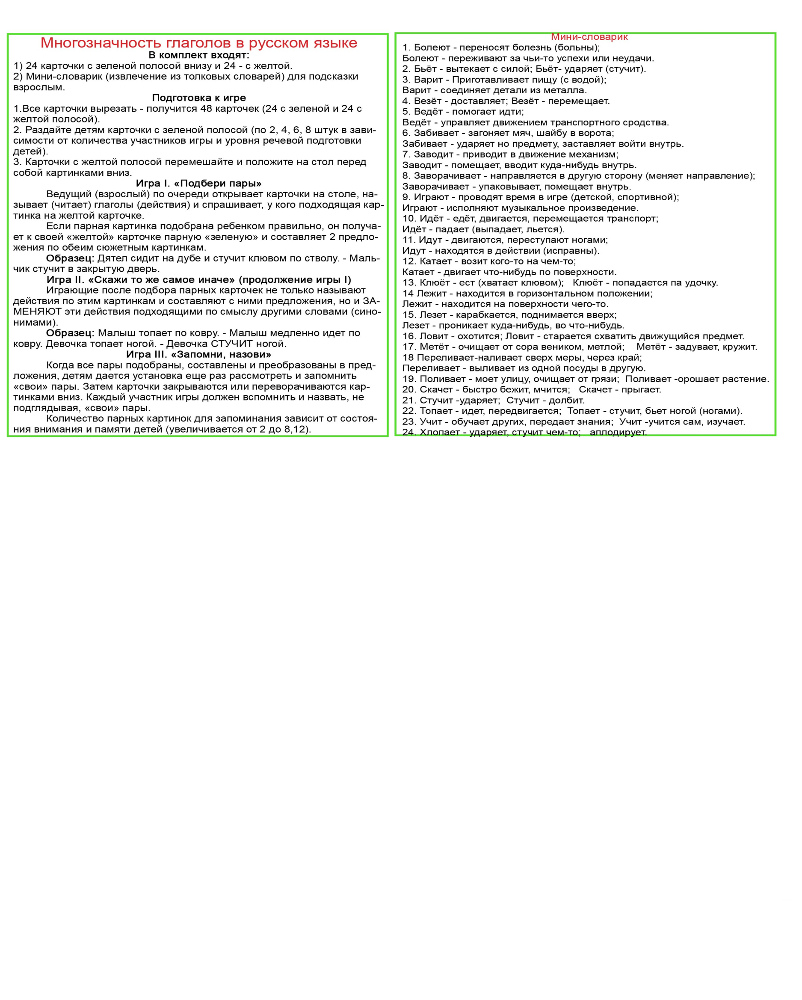 Многозначность глаголов в русском языке
В комплект входят:
1) 24 карточки с зеленой полосой внизу и 24 - с желтой.
2) Мини-словарик (извлечение из толковых словарей) для подсказки
взрослым.
Подготовка к игре
1.Все карточки вырезать - получится 48 карточек (24 с зеленой и 24 с
желтой полосой).
2. Раздайте детям карточки с зеленой полосой (по 2, 4, 6, 8 штук в зави-
симости от количества участников игры и уровня речевой подготовки
детей).
3. Карточки с желтой полосой перемешайте и положите на стол перед
собой картинками вниз.
Игра I. «Подбери пары»
Ведущий (взрослый) по очереди открывает карточки на столе, на-
зывает (читает) глаголы (действия) и спрашивает, у кого подходящая кар-
тинка на желтой карточке.
Если парная картинка подобрана ребенком правильно, он получа-
ет к своей «желтой» карточке парную «зеленую» и составляет 2 предло-
жения по обеим сюжетным картинкам.
Образец: Дятел сидит на дубе и стучит клювом по стволу. - Маль-
чик стучит в закрытую дверь.
Игра II. «Скажи то же самое иначе» (продолжение игры I)
Играющие после подбора парных карточек не только называют
действия по этим картинкам и составляют с ними предложения, но и ЗА-
МЕНЯЮТ эти действия подходящими по смыслу другими словами (сино-
нимами).
Образец: Малыш топает по ковру. - Малыш медленно идет по
ковру. Девочка топает ногой. - Девочка СТУЧИТ ногой.
Игра III. «Запомни, назови»
Когда все пары подобраны, составлены и преобразованы в пред-
ложения, детям дается установка еще раз рассмотреть и запомнить
«свои» пары. Затем карточки закрываются или переворачиваются кар-
тинками вниз. Каждый участник игры должен вспомнить и назвать, не
подглядывая, «свои» пары.
Количество парных картинок для запоминания зависит от состоя-
ния внимания и памяти детей (увеличивается от 2 до 8,12).
Мини-словарик
1. Болеют - переносят болезнь (больны);
Болеют - переживают за чьи-то успехи или неудачи.
2. Бьёт - вытекает с силой; Бьёт- ударяет (стучит).
3. Варит - Приготавливает пищу (с водой);
Варит - соединяет детали из металла.
4. Везёт - доставляет; Везёт - перемещает.
5. Ведёт - помогает идти;
Ведёт - управляет движением транспортного сродства.
6. Забивает - загоняет мяч, шайбу в ворота;
Забивает - ударяет но предмету, заставляет войти внутрь.
7. Заводит - приводит в движение механизм;
Заводит - помещает, вводит куда-нибудь внутрь.
8. Заворачивает - направляется в другую сторону (меняет направление);
Заворачивает - упаковывает, помещает внутрь.
9. Играют - проводят время в игре (детской, спортивной);
Играют - исполняют музыкальное произведение.
10. Идёт - едёт, двигается, перемещается транспорт;
Идёт - падает (выпадает, льется).
11. Идут - двигаются, переступают ногами;
Идут - находятся в действии (исправны).
12. Катает - возит кого-то на чем-то;
Катает - двигает что-нибудь по поверхности.
13. Клюёт - ест (хватает клювом); Клюёт - попадается па удочку.
14 Лежит - находится в горизонтальном положении;
Лежит - находится на поверхности чего-то.
15. Лезет - карабкается, поднимается вверх;
Лезет - проникает куда-нибудь, во что-нибудь.
16. Ловит - охотится; Ловит - старается схватить движущийся предмет.
17. Метёт - очищает от сора веником, метлой; Метёт - задувает, кружит.
18 Переливает-наливает сверх меры, через край;
Переливает - выливает из одной посуды в другую.
19. Поливает - моет улицу, очищает от грязи; Поливает -орошает растение.
20. Скачет - быстро бежит, мчится; Скачет - прыгает.
21. Стучит -ударяет; Стучит - долбит.
22. Топает - идет, передвигается; Топает - стучит, бьет ногой (ногами).
23. Учит - обучает других, передает знания; Учит -учится сам, изучает.
24. Хлопает - ударяет, стучит чем-то; аплодирует.